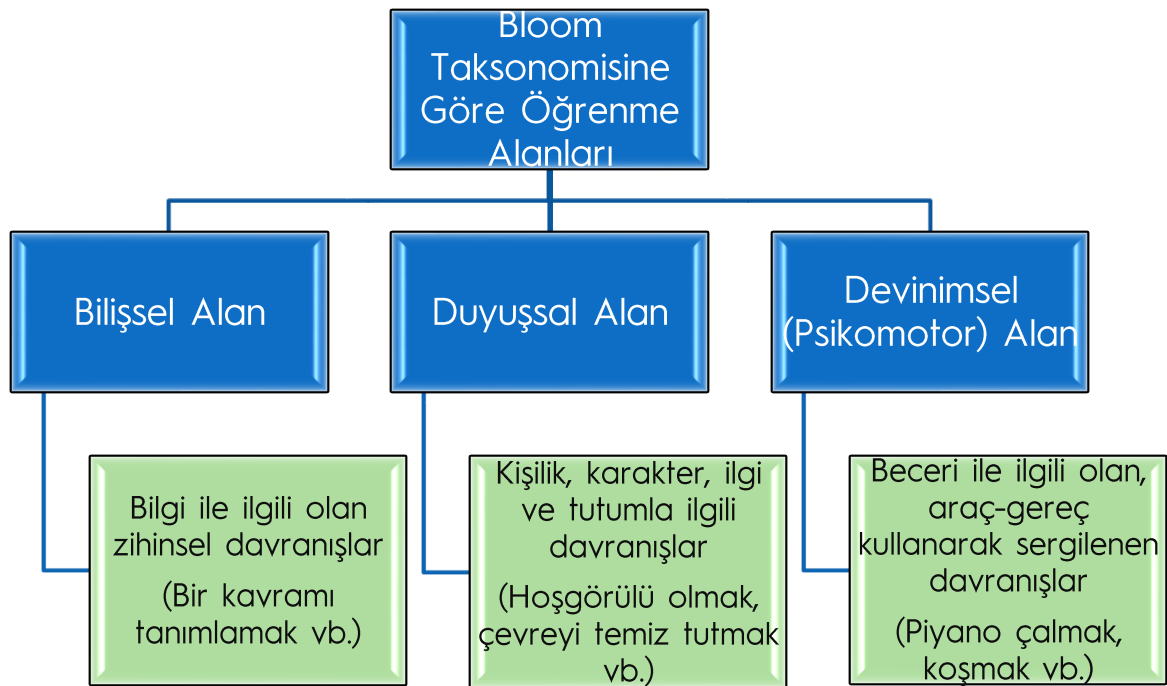 Bloom
Taksonomisine
Göre Öğrenme
Alanları
Bilişsel Alan
Duyuşsal Alan
Devinimsel
(Psikomotor) Alan
Bilgi ile ilgili olan
zihinsel davranışlar
(Bir kavramı
tanımlamak vb.)
Kişilik, karakter, ilgi
ve tutumla ilgili
davranışlar
(Hoşgörülü olmak,
çevreyi temiz tutmak
vb.)
Beceri ile ilgili olan,
araç-gereç
kullanarak sergilenen
davranışlar
(Piyano çalmak,
koşmak vb.)